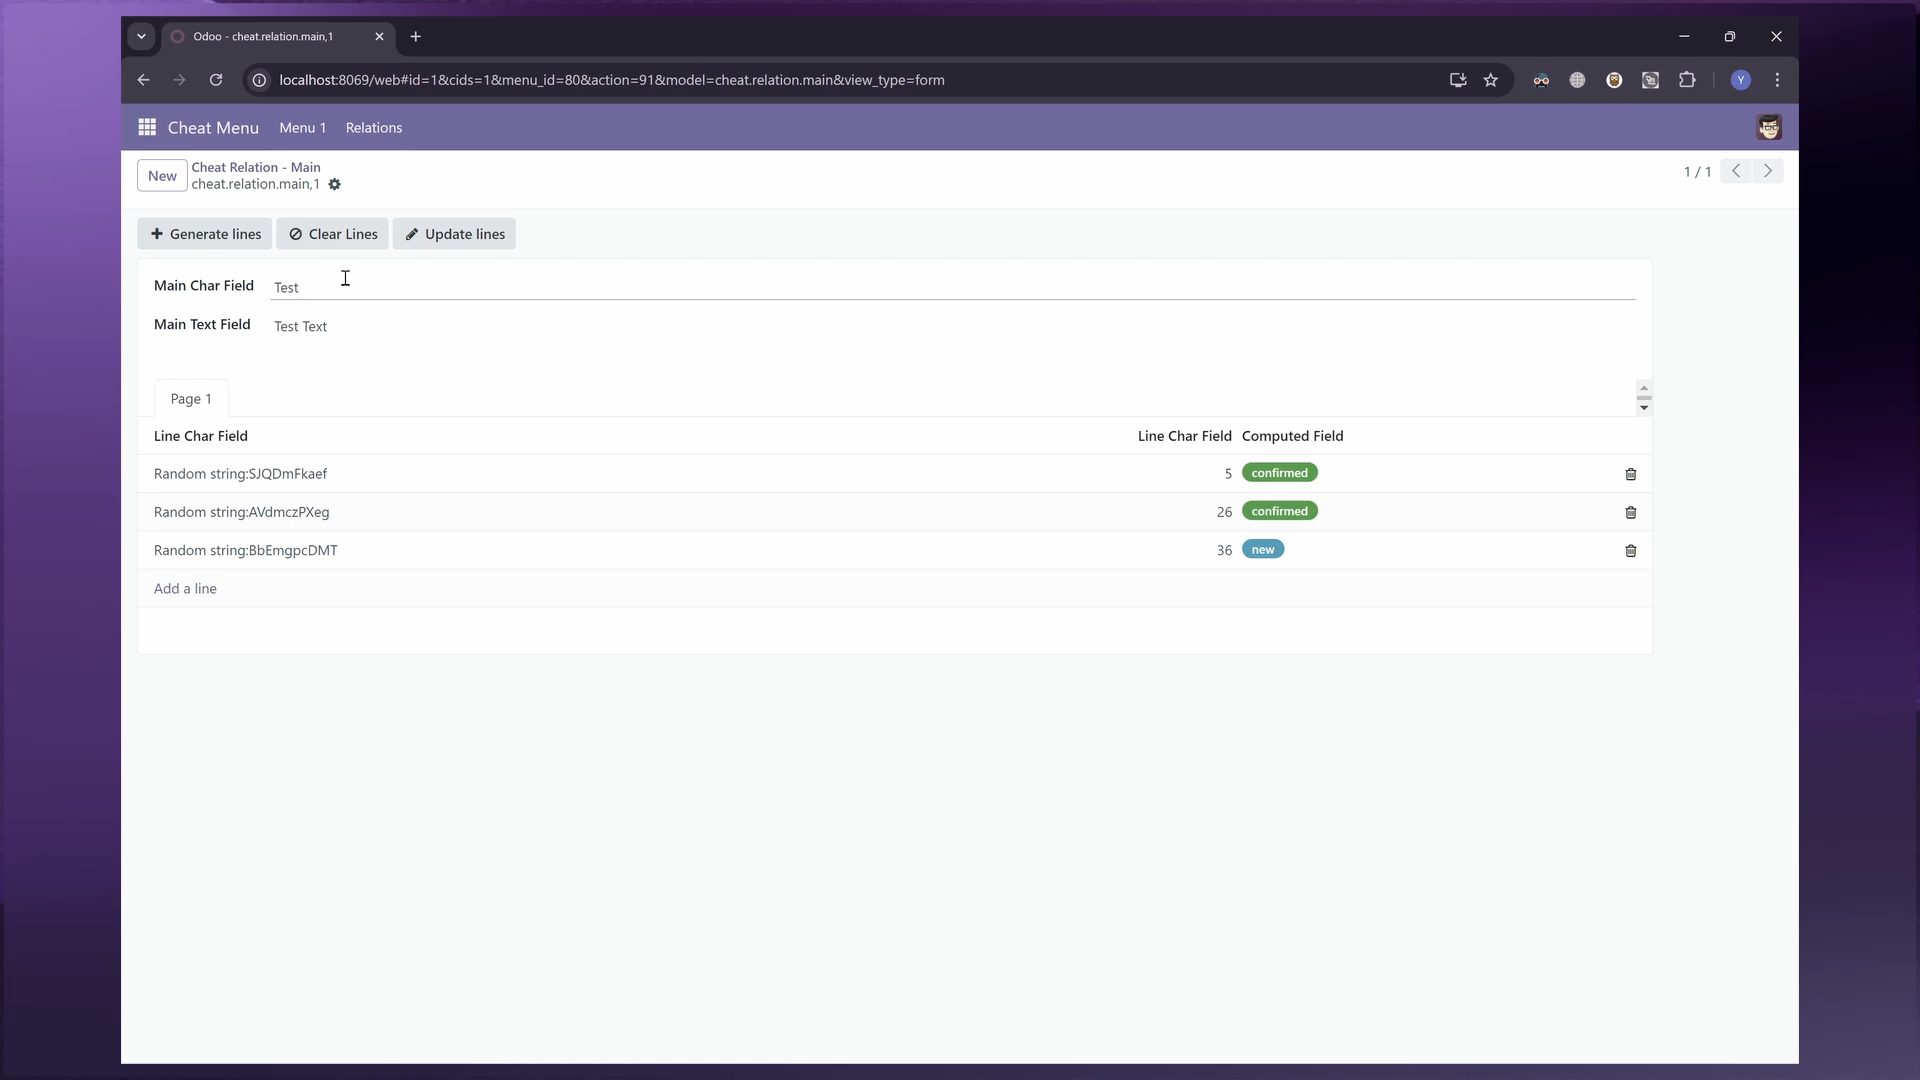 Odoo - cheat.relation.main,1
localhost:8069/web#id=1&cids=1&menu_id=80&action=91&model=cheat.relation.main&view_type=form
Y
Cheat Menu Menu 1 Relations
New Cheat Relation - Main
cheat.relation.main,1
1 / 1
Generate lines Clear Lines Update lines
Main Char Field Test
Main Text Field Test Text
Page 1
Line Char Field Line Char Field Computed Field
Random string:SJQDmFkaef 5 confirmed
Random string:AVdmczPXeg 26 confirmed
Random string:BbEmgpcDMT 36 new
Add a line